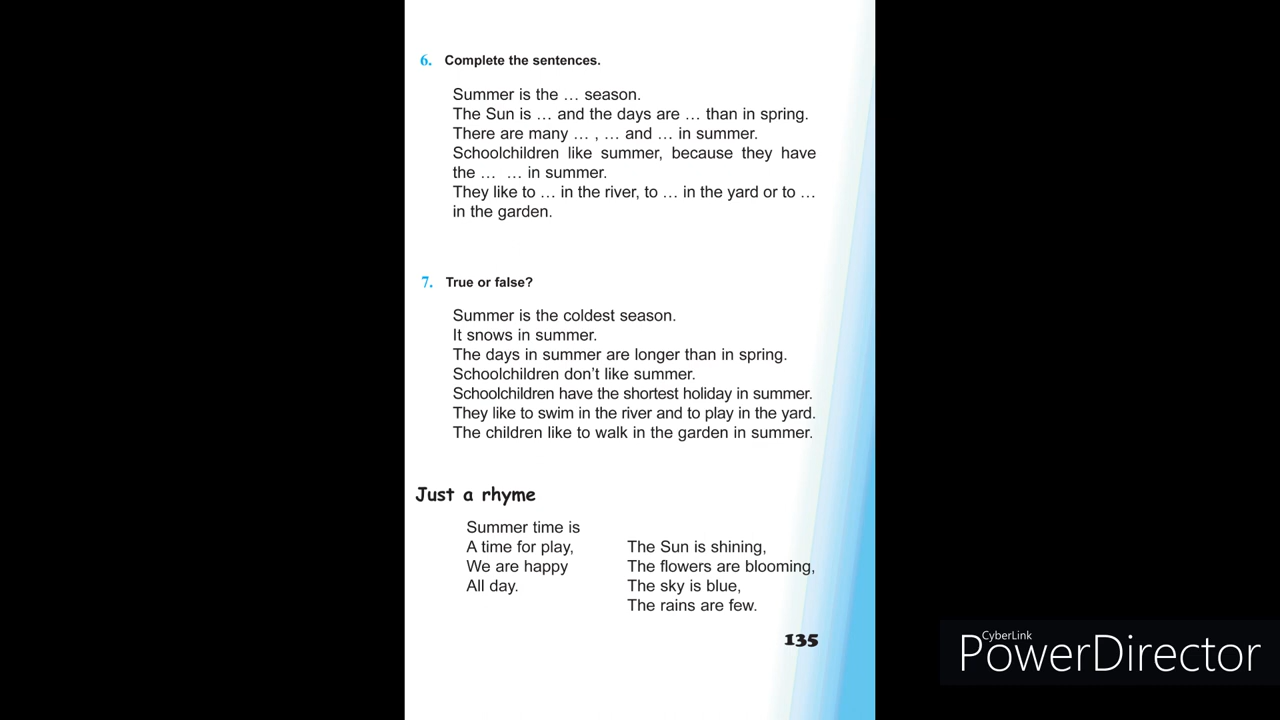 6. Complete the sentences.
Summer is the … season.
The Sun is … and the days are … than in spring.
There are many … , … and … in summer.
Schoolchildren like summer, because they have
the … … in summer.
They like to … in the river, to … in the yard or to …
in the garden.
7. True or false?
Summer is the coldest season.
It snows in summer.
The days in summer are longer than in spring.
Schoolchildren don’t like summer.
Schoolchildren have the shortest holiday in summer.
They like to swim in the river and to play in the yard.
The children like to walk in the garden in summer.
Just a rhyme
Summer time is
A time for play,
We are happy
All day.
The Sun is shining,
The flowers are blooming,
The sky is blue,
The rains are few.
135
CyberLink
PowerDirector